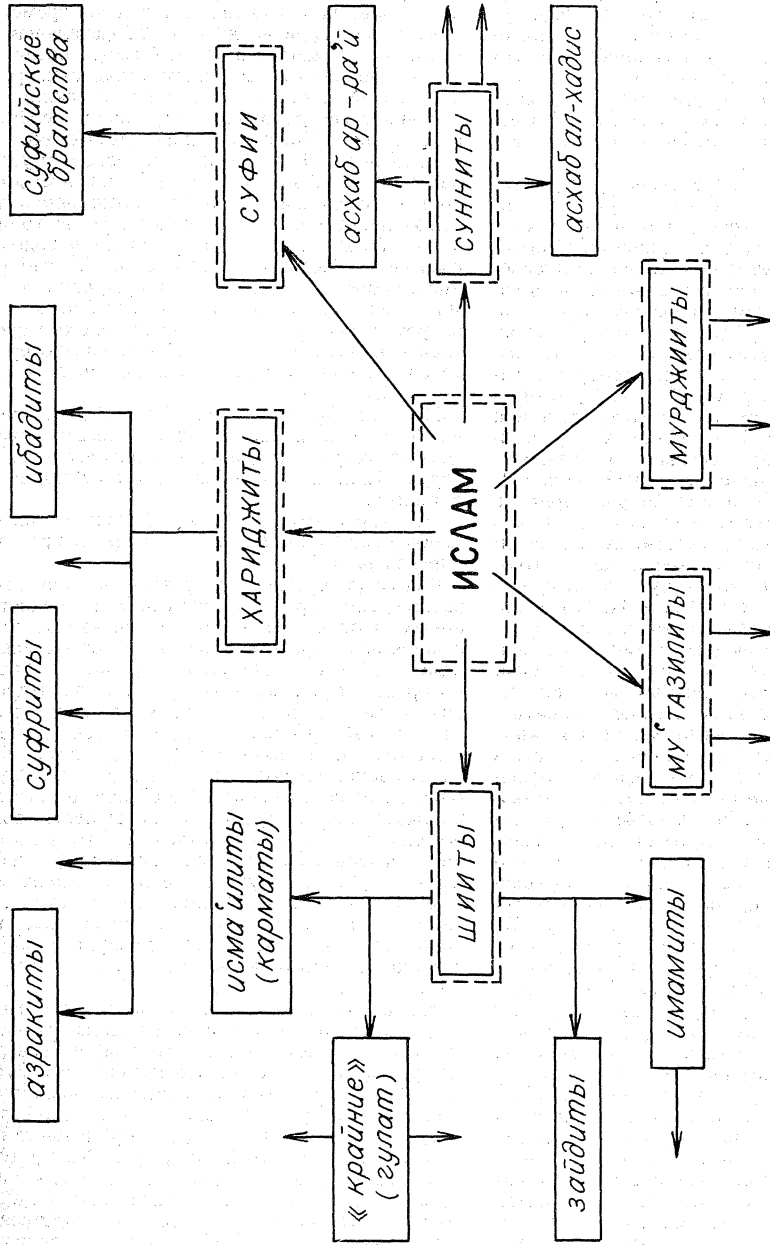 азракиты
суфриты
ибадиты
суфийские
братства
исма‘илиты
(карматы)
ХАРИДЖИТЫ
СУФИИ
«крайние»
(гулат)
асхаб ар-ра’й
ШИИТЫ
ИСЛАМ
СУННИТЫ
зайдиты
асхаб ал-хадис
имамиты
МУ‘ТАЗИЛИТЫ
МУРДЖИИТЫ